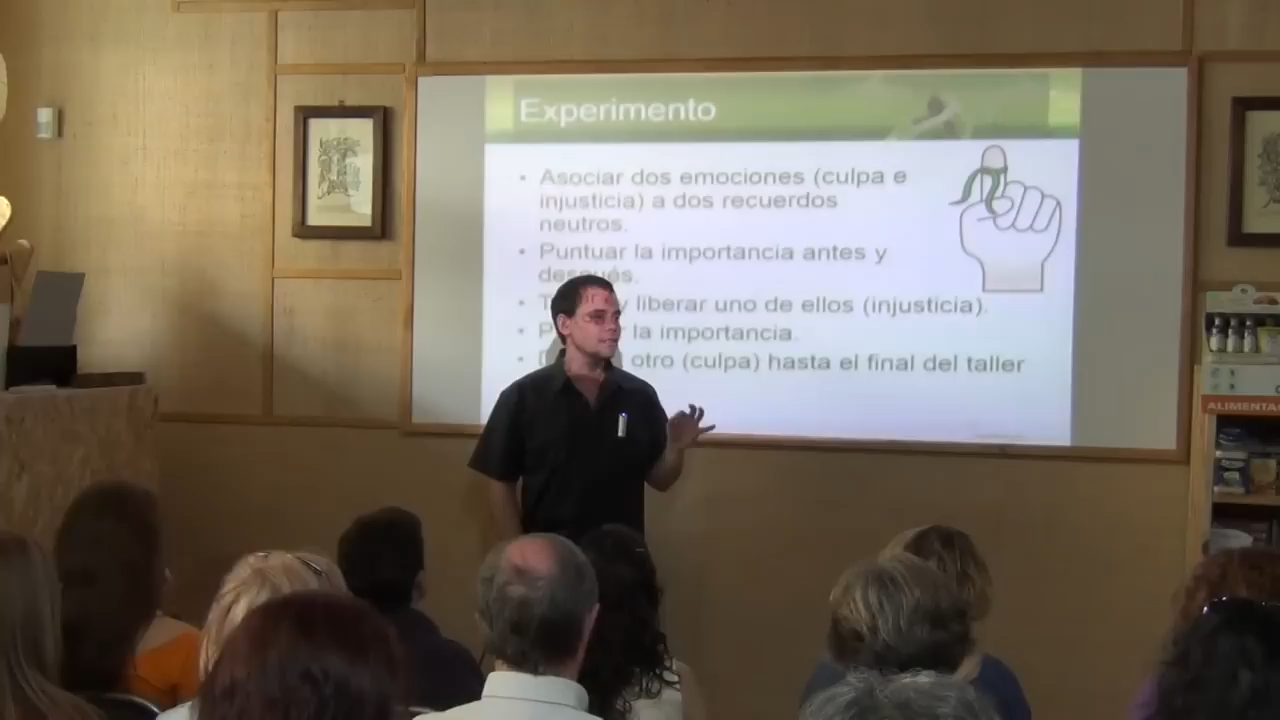 Experimento
• Asociar dos emociones (culpa e
injusticia) a dos recuerdos
neutros.
• Puntuar la importancia antes y
después.
• y liberar uno de ellos (injusticia).
• la importancia.
• otro (culpa) hasta el final del taller
ALIMENTA